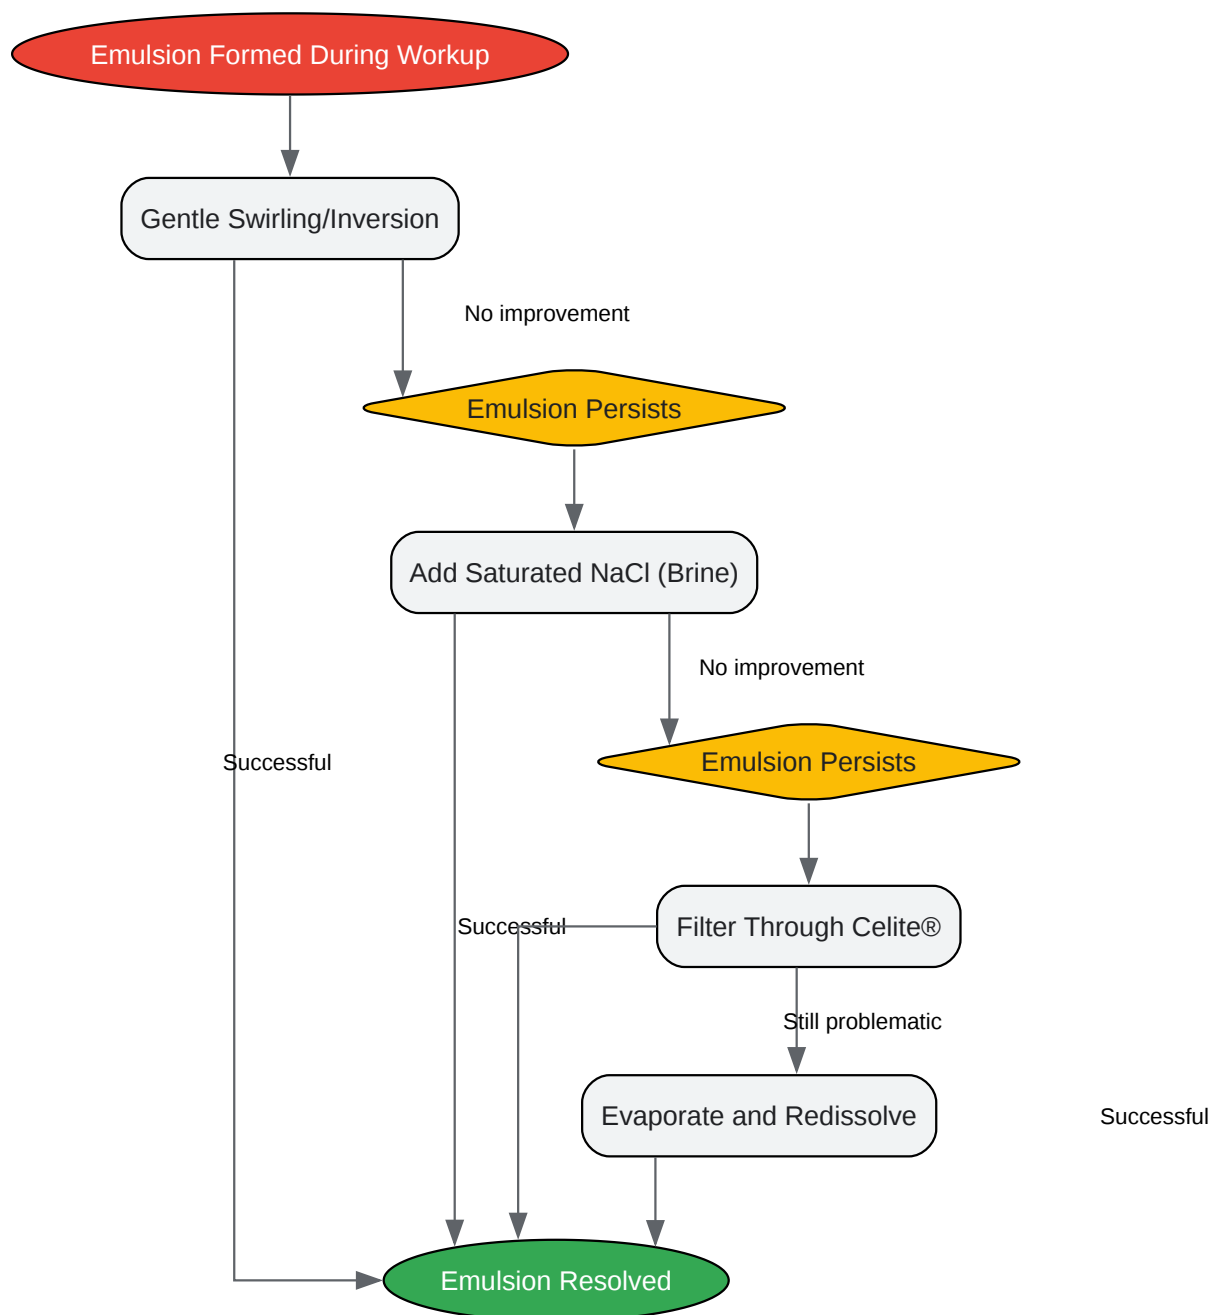 Emulsion Formed During Workup
Gentle Swirling/Inversion
No improvement
Emulsion Persists
Add Saturated NaCl (Brine)
No improvement
Successful
Emulsion Persists
Successful
Filter Through Celite®
Still problematic
Evaporate and Redissolve
Successful
Emulsion Resolved